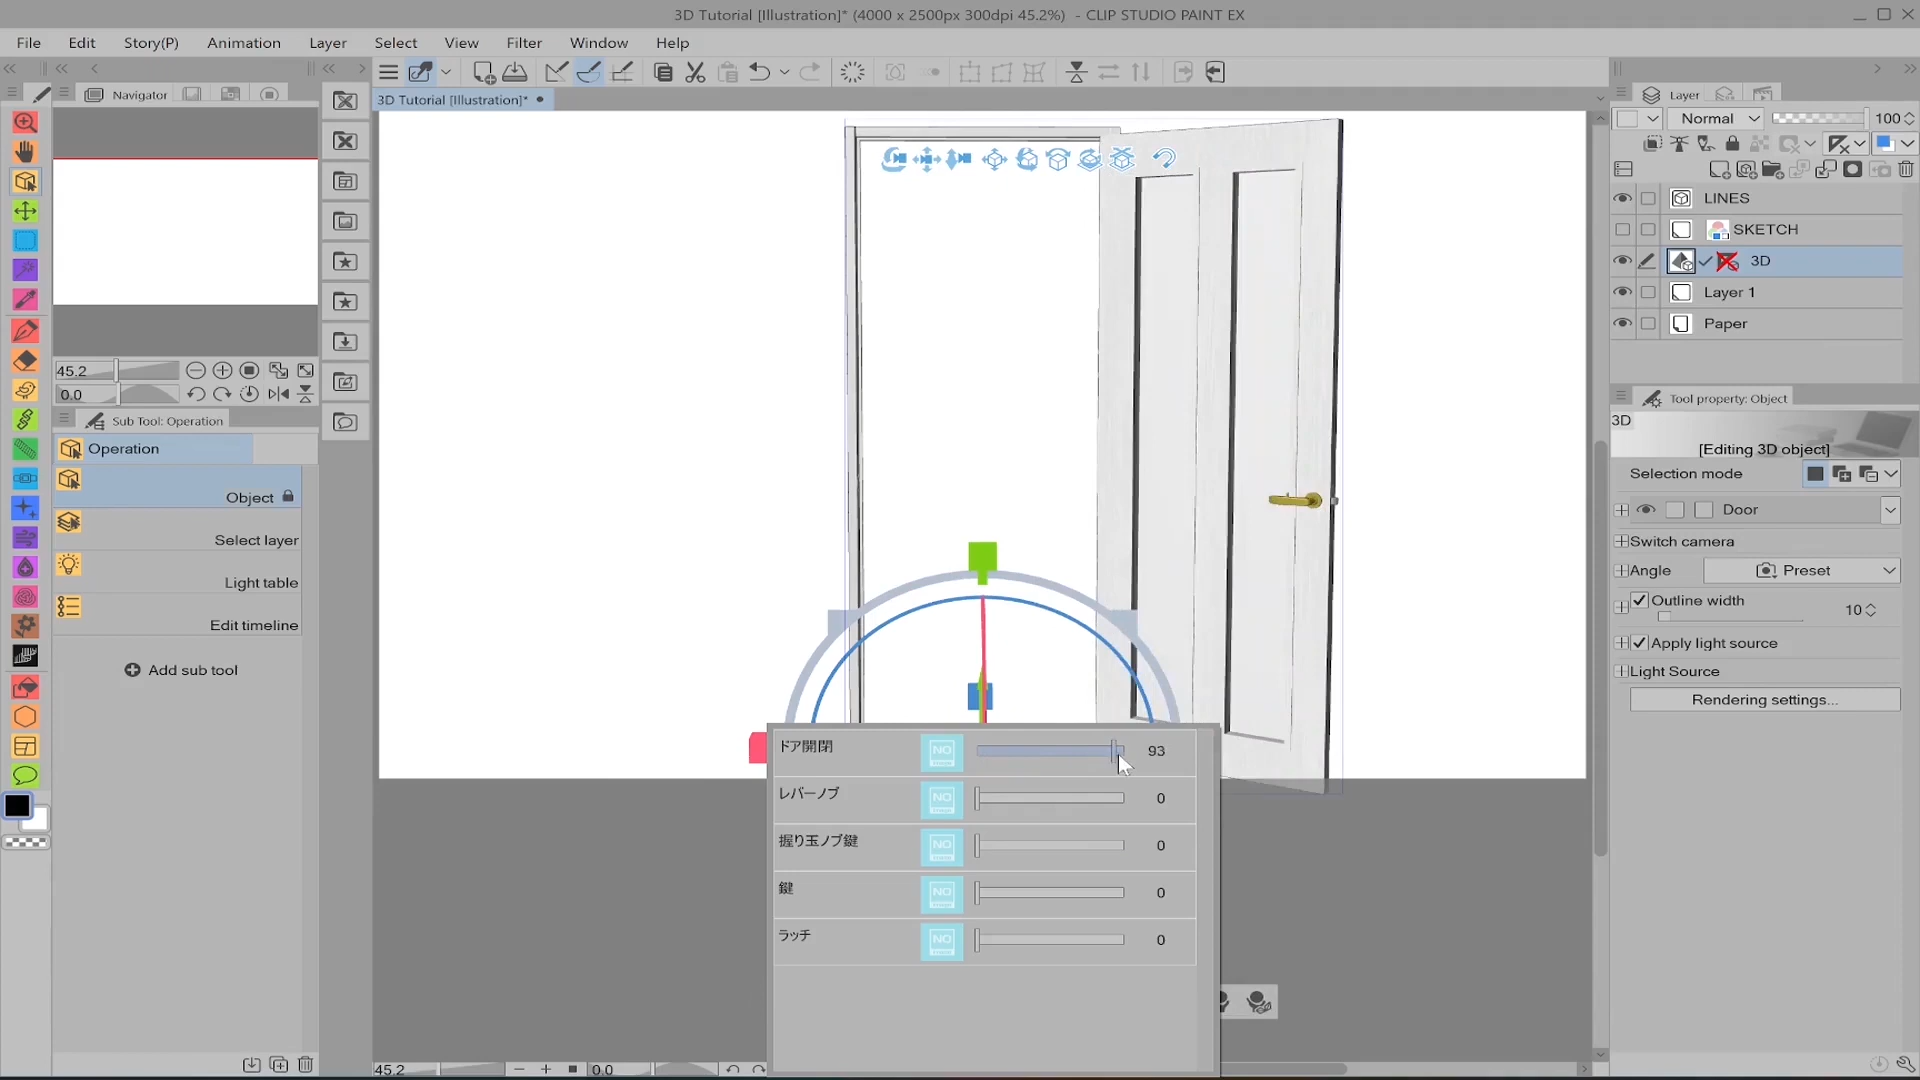 3D Tutorial [Illustration]* (4000 x 2500px 300dpi 45.2%) - CLIP STUDIO PAINT EX
File Edit Story(P) Animation Layer Select View Filter Window Help
Navigator
3D Tutorial [Illustration]*
Layer
Normal 100
LINES
SKETCH
3D
Layer 1
Paper
45.2
0.0
Sub Tool: Operation
Operation
Object
Select layer
Light table
Edit timeline
Add sub tool
Tool property: Object
3D
[Editing 3D object]
Selection mode
Door
Switch camera
Angle Preset
Outline width 10
Apply light source
Light Source
Rendering settings...
ドア開閉 NO 93
レバーノブ NO 0
握り玉ノブ鍵 NO 0
鍵 NO 0
ラッチ NO 0
45.2 0.0